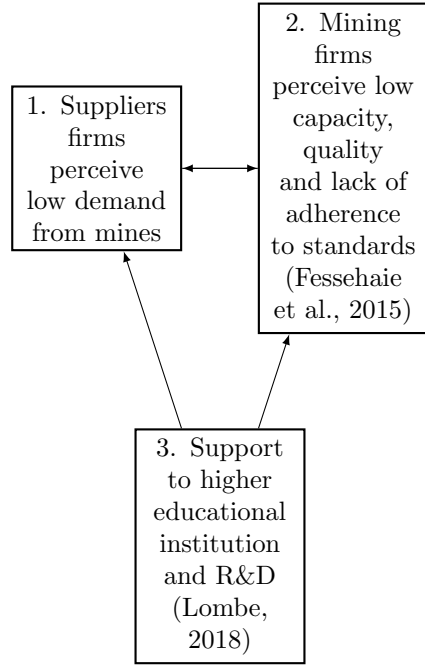 1. Suppliers
firms
perceive
low demand
from mines
2. Mining
firms
perceive low
capacity,
quality
and lack of
adherence
to standards
(Fessehaie
et al., 2015)
3. Support
to higher
educational
institution
and R&D
(Lombe,
2018)